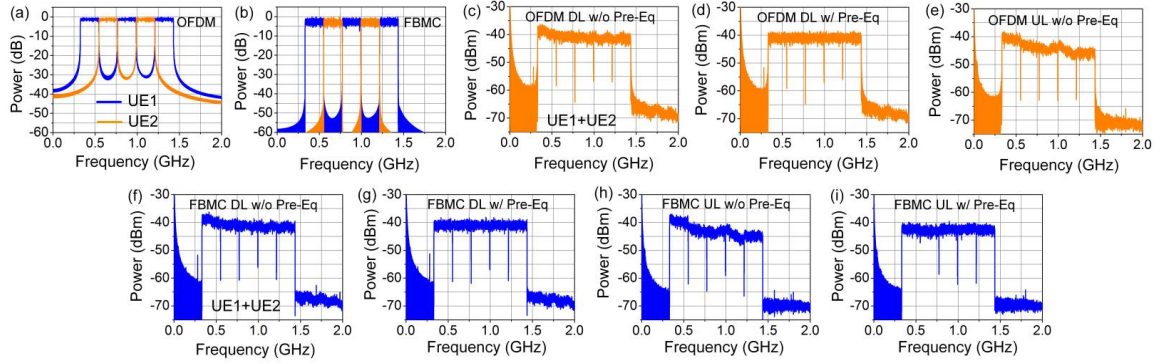 (a)
OFDM
Power (dB)
0
-10
-20
-30
-40
-50
-60
UE1
UE2
0.0 0.5 1.0 1.5 2.0
Frequency (GHz)
(b)
FBMC
Power (dB)
0
-10
-20
-30
-40
-50
-60
0.0 0.5 1.0 1.5 2.0
Frequency (GHz)
(c)
OFDM DL w/o Pre-Eq
Power (dBm)
-30
-40
-50
-60
-70
UE1+UE2
0.0 0.5 1.0 1.5 2.0
Frequency (GHz)
(d)
OFDM DL w/ Pre-Eq
Power (dBm)
-30
-40
-50
-60
-70
0.0 0.5 1.0 1.5 2.0
Frequency (GHz)
(e)
OFDM UL w/o Pre-Eq
Power (dBm)
-30
-40
-50
-60
-70
0.0 0.5 1.0 1.5 2.0
Frequency (GHz)
(f)
FBMC DL w/o Pre-Eq
Power (dBm)
-30
-40
-50
-60
-70
UE1+UE2
0.0 0.5 1.0 1.5 2.0
Frequency (GHz)
(g)
FBMC DL w/ Pre-Eq
Power (dBm)
-30
-40
-50
-60
-70
0.0 0.5 1.0 1.5 2.0
Frequency (GHz)
(h)
FBMC UL w/o Pre-Eq
Power (dBm)
-30
-40
-50
-60
-70
0.0 0.5 1.0 1.5 2.0
Frequency (GHz)
(i)
FBMC UL w/ Pre-Eq
Power (dBm)
-30
-40
-50
-60
-70
0.0 0.5 1.0 1.5 2.0
Frequency (GHz)